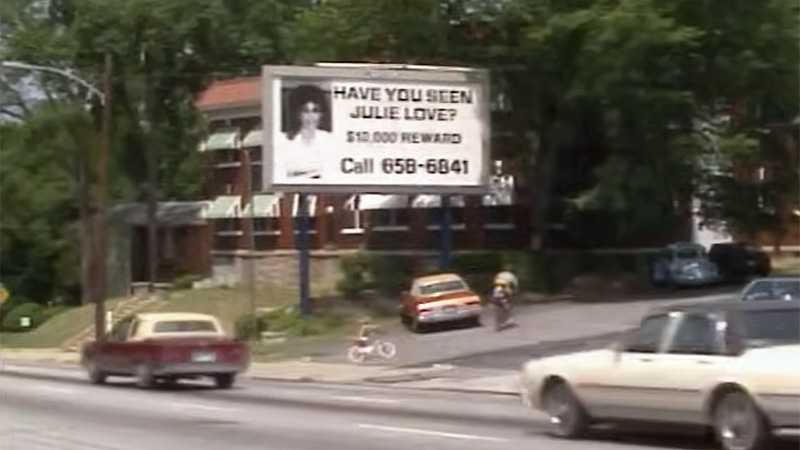 HAVE YOU SEEN
JULIE LOVE?
$10,000 REWARD
Call 658-6841